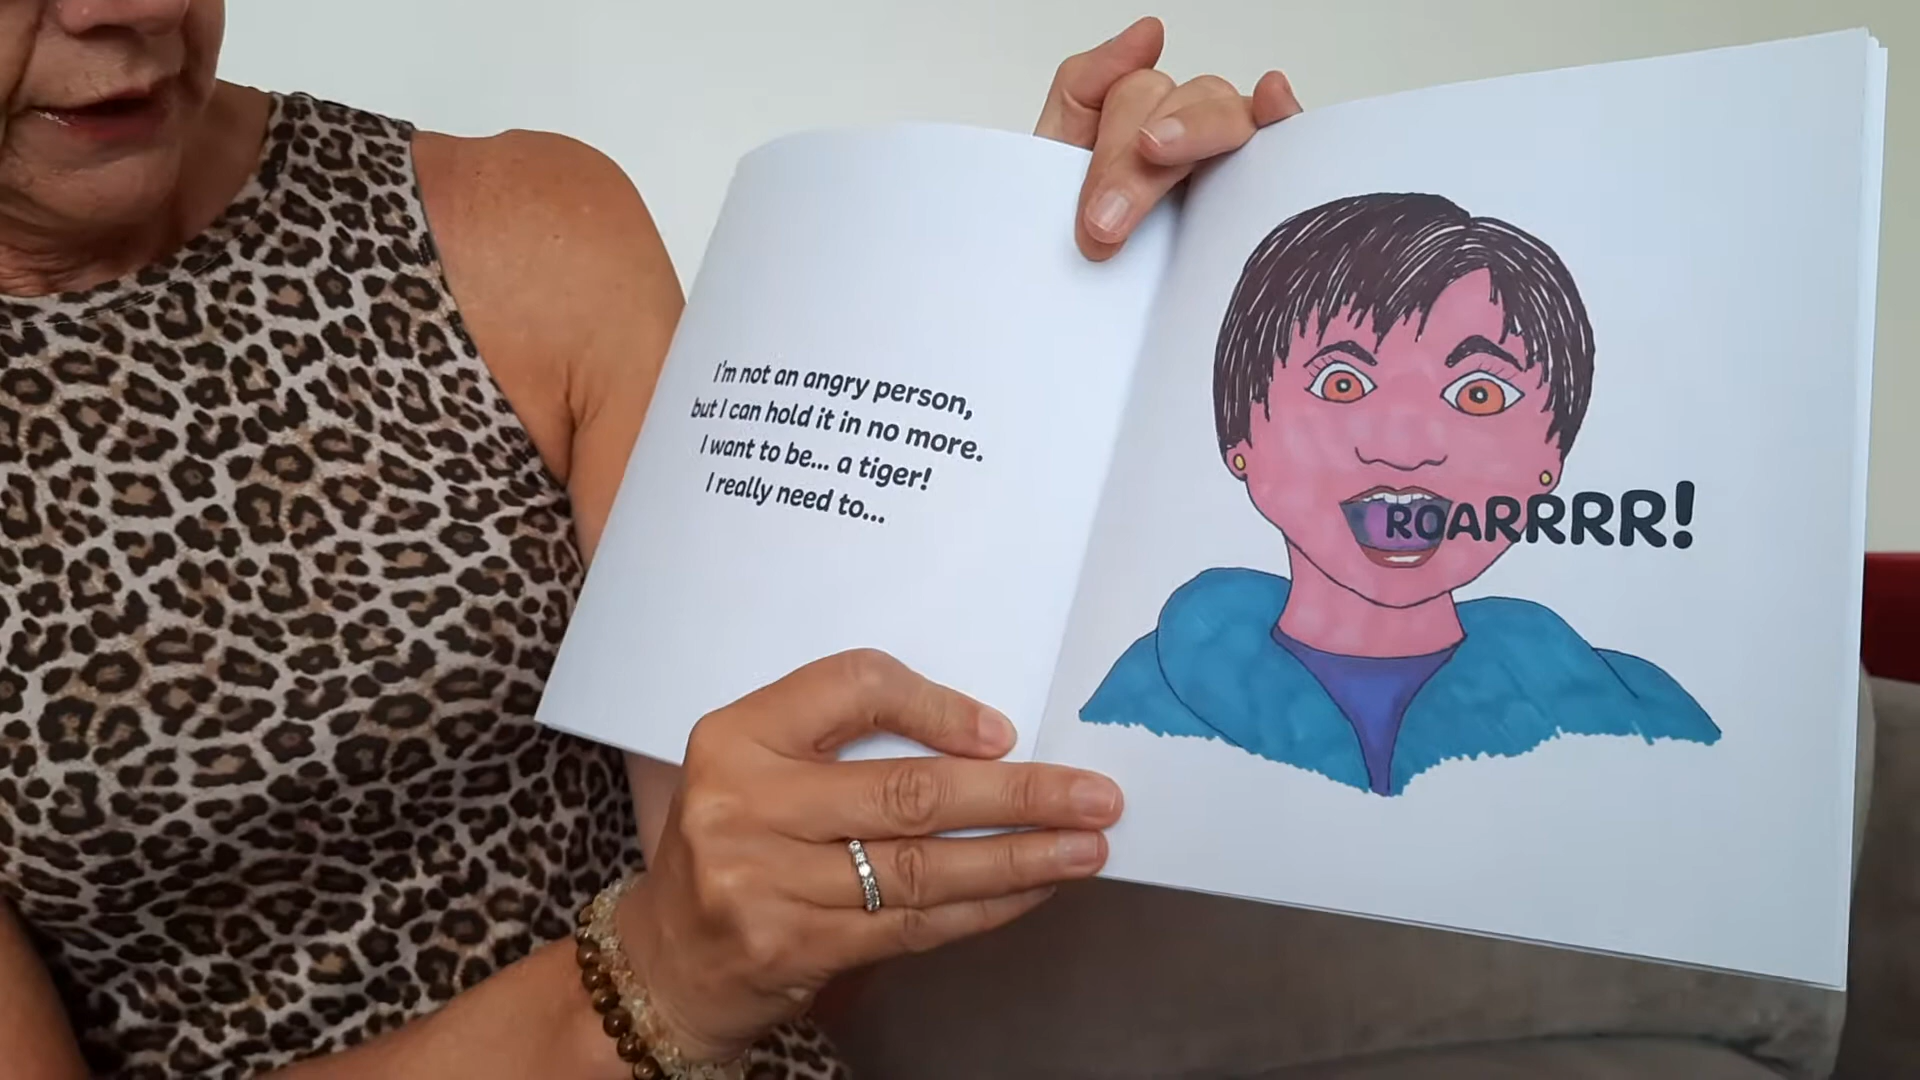 I'm not an angry person,
but I can hold it in no more.
I want to be... a tiger!
I really need to...
ROARRRR!